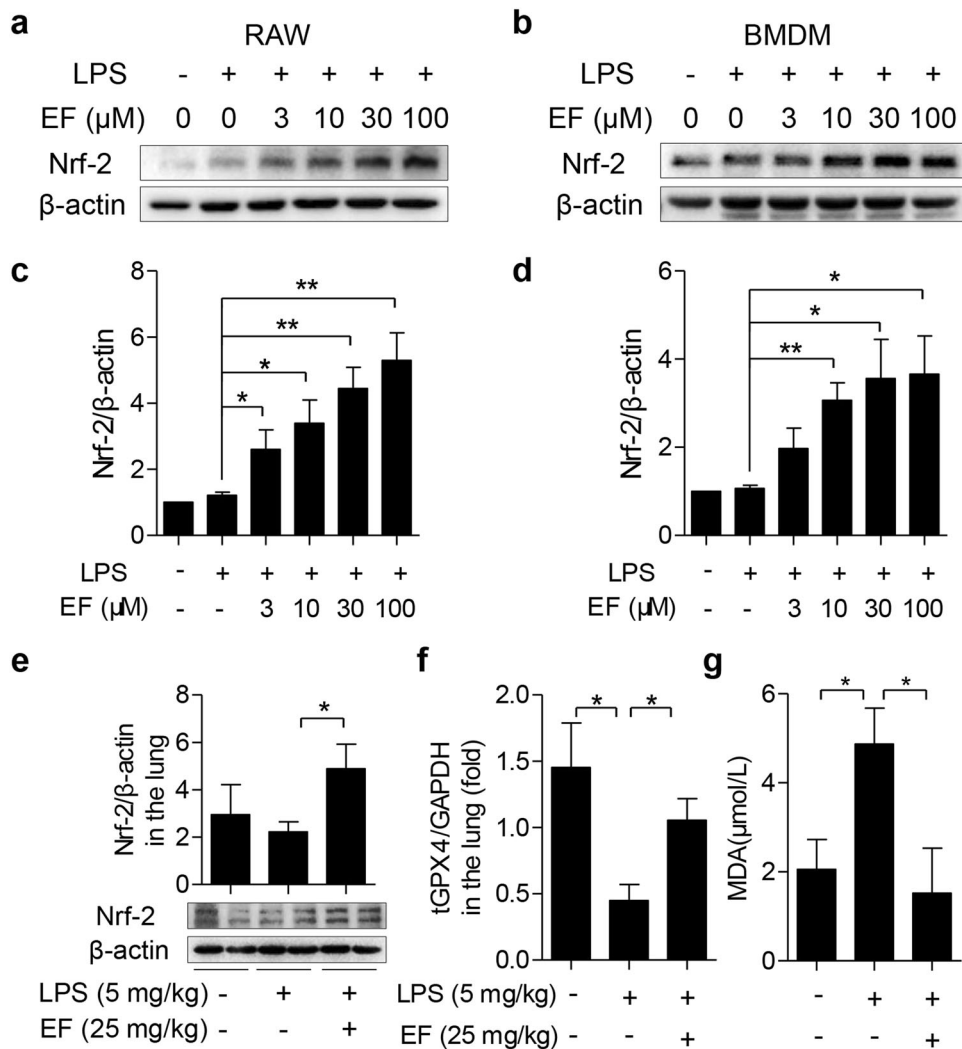 a RAW
LPS - + + + + +
EF (μM) 0 0 3 10 30 100
Nrf-2
β-actin
b BMDM
LPS - + + + + +
EF (μM) 0 0 3 10 30 100
Nrf-2
β-actin
c
Nrf-2/β-actin
8
6
4
2
0
*
*
**
**
LPS - + + + + +
EF (μM) - - 3 10 30 100
d
Nrf-2/β-actin
6
4
2
0
**
*
*
LPS - + + + + +
EF (μM) - - 3 10 30 100
e
Nrf-2/β-actin
in the lung
8
6
4
2
0
*
Nrf-2
β-actin
LPS (5 mg/kg) - + +
EF (25 mg/kg) - - +
f
tGPX4/GAPDH
in the lung (fold)
2.0
1.5
1.0
0.5
0.0
* *
LPS (5 mg/kg) - + +
EF (25 mg/kg) - - +
g
MDA(μmol/L)
6
4
2
0
* *
- + +
- - +